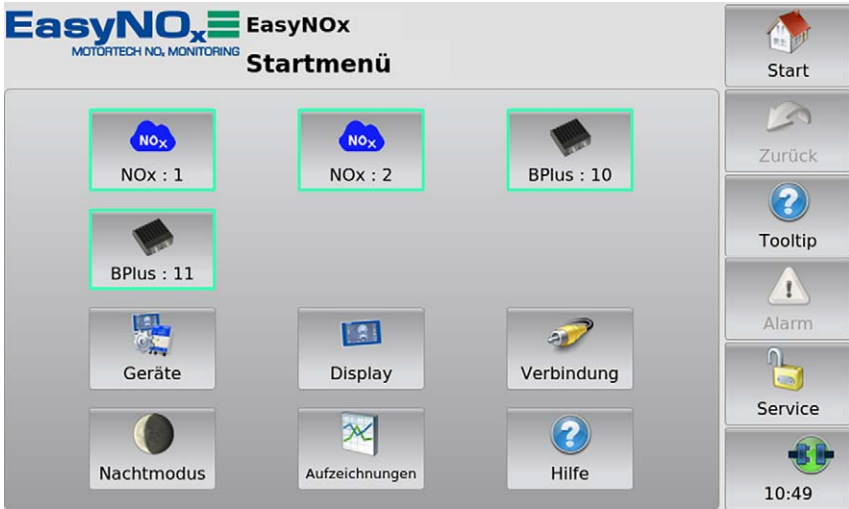 EasyNOx
MOTORTECH NOx MONITORING
EasyNOx
Startmenü
Start
Zurück
Tooltip
Alarm
Service
10:49
NOx
NOx : 1
NOx
NOx : 2
BPlus : 10
BPlus : 11
Geräte
Display
Verbindung
Nachtmodus
Aufzeichnungen
Hilfe